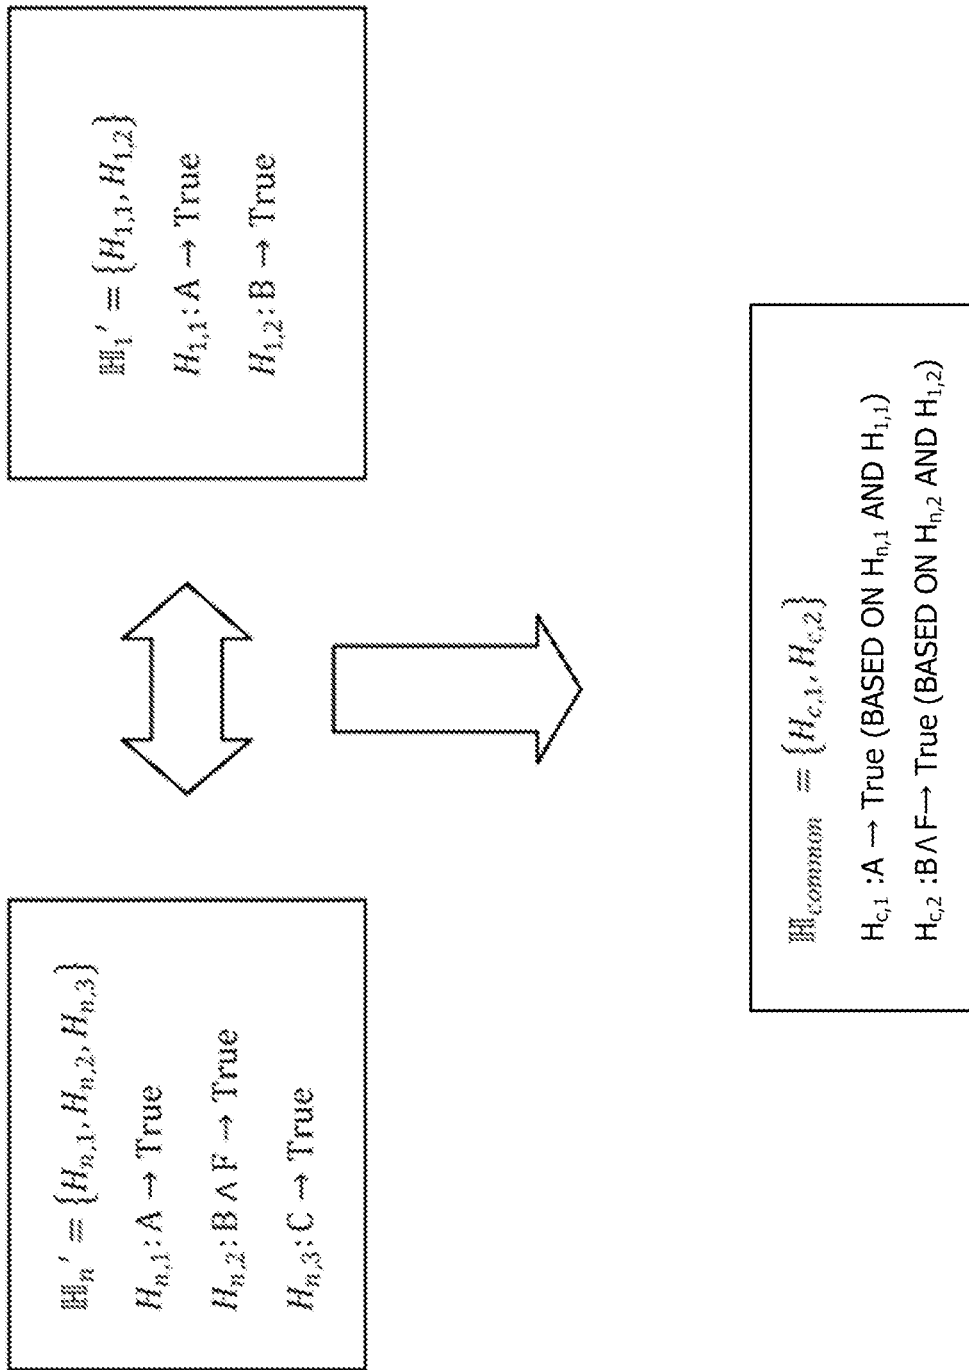 ℍₙ′ = {Hₙ,₁, Hₙ,₂, Hₙ,₃}
Hₙ,₁:A → True
Hₙ,₂:B∧F → True
Hₙ,₃:C → True
ℍ₁′ = {H₁,₁, H₁,₂}
H₁,₁:A → True
H₁,₂:B → True
ℍcommon = {Hc,₁, Hc,₂}
Hc,₁ :A → True (BASED ON Hₙ,₁ AND H₁,₁)
Hc,₂ :B∧F→ True (BASED ON Hₙ,₂ AND H₁,₂)